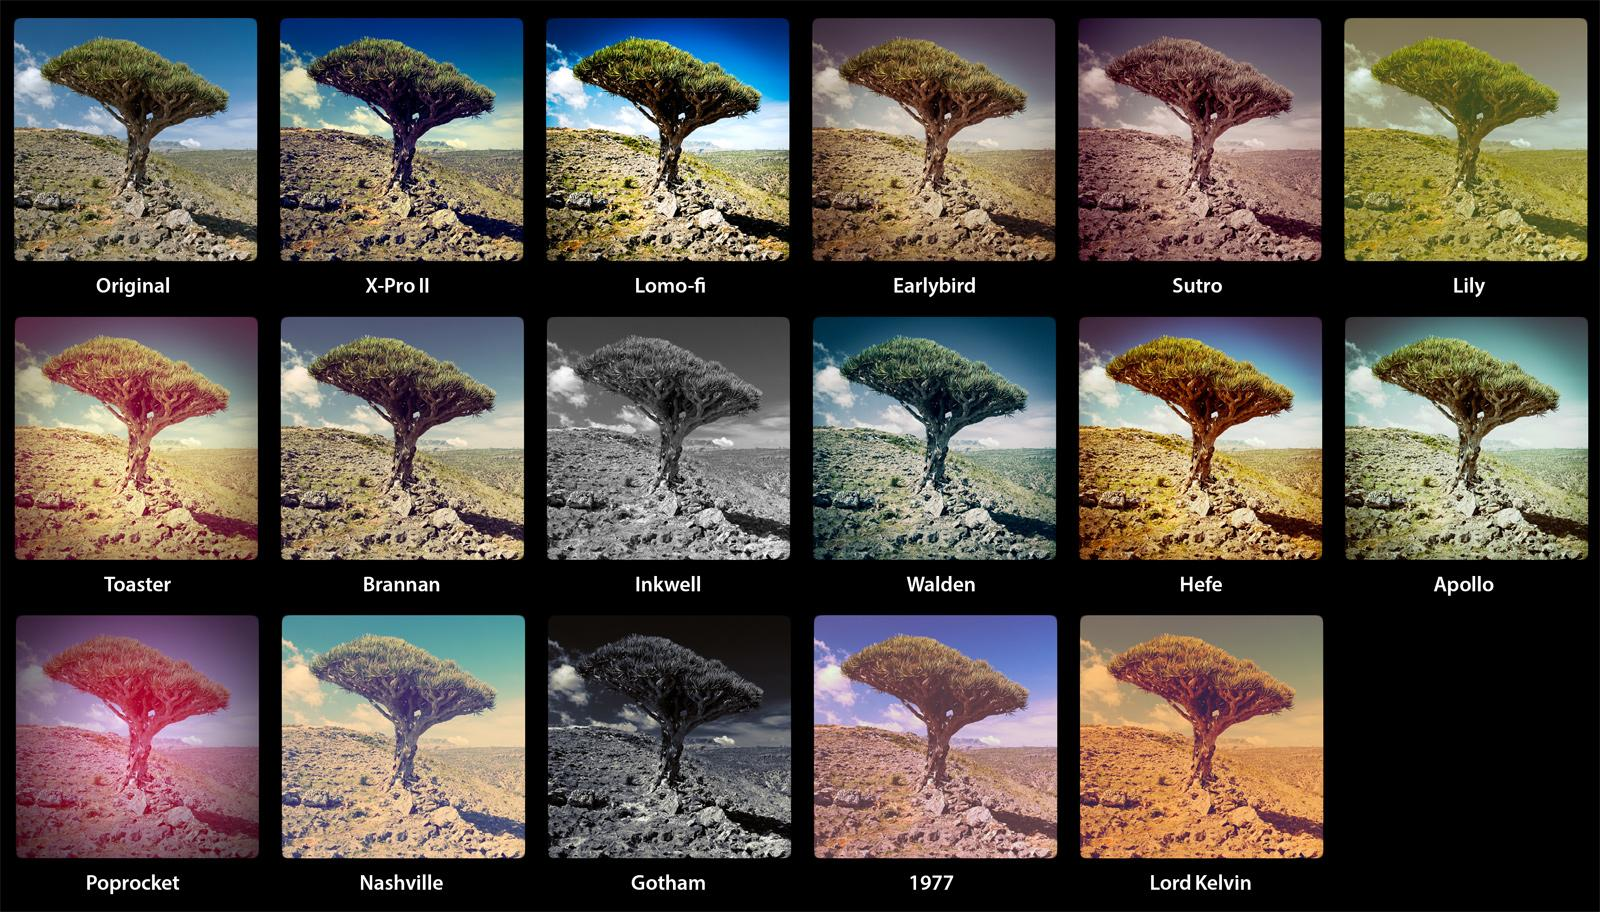 Original
X-Pro II
Lomo-fi
Earlybird
Sutro
Lily
Toaster
Brannan
Inkwell
Walden
Hefe
Apollo
Poprocket
Nashville
Gotham
1977
Lord Kelvin